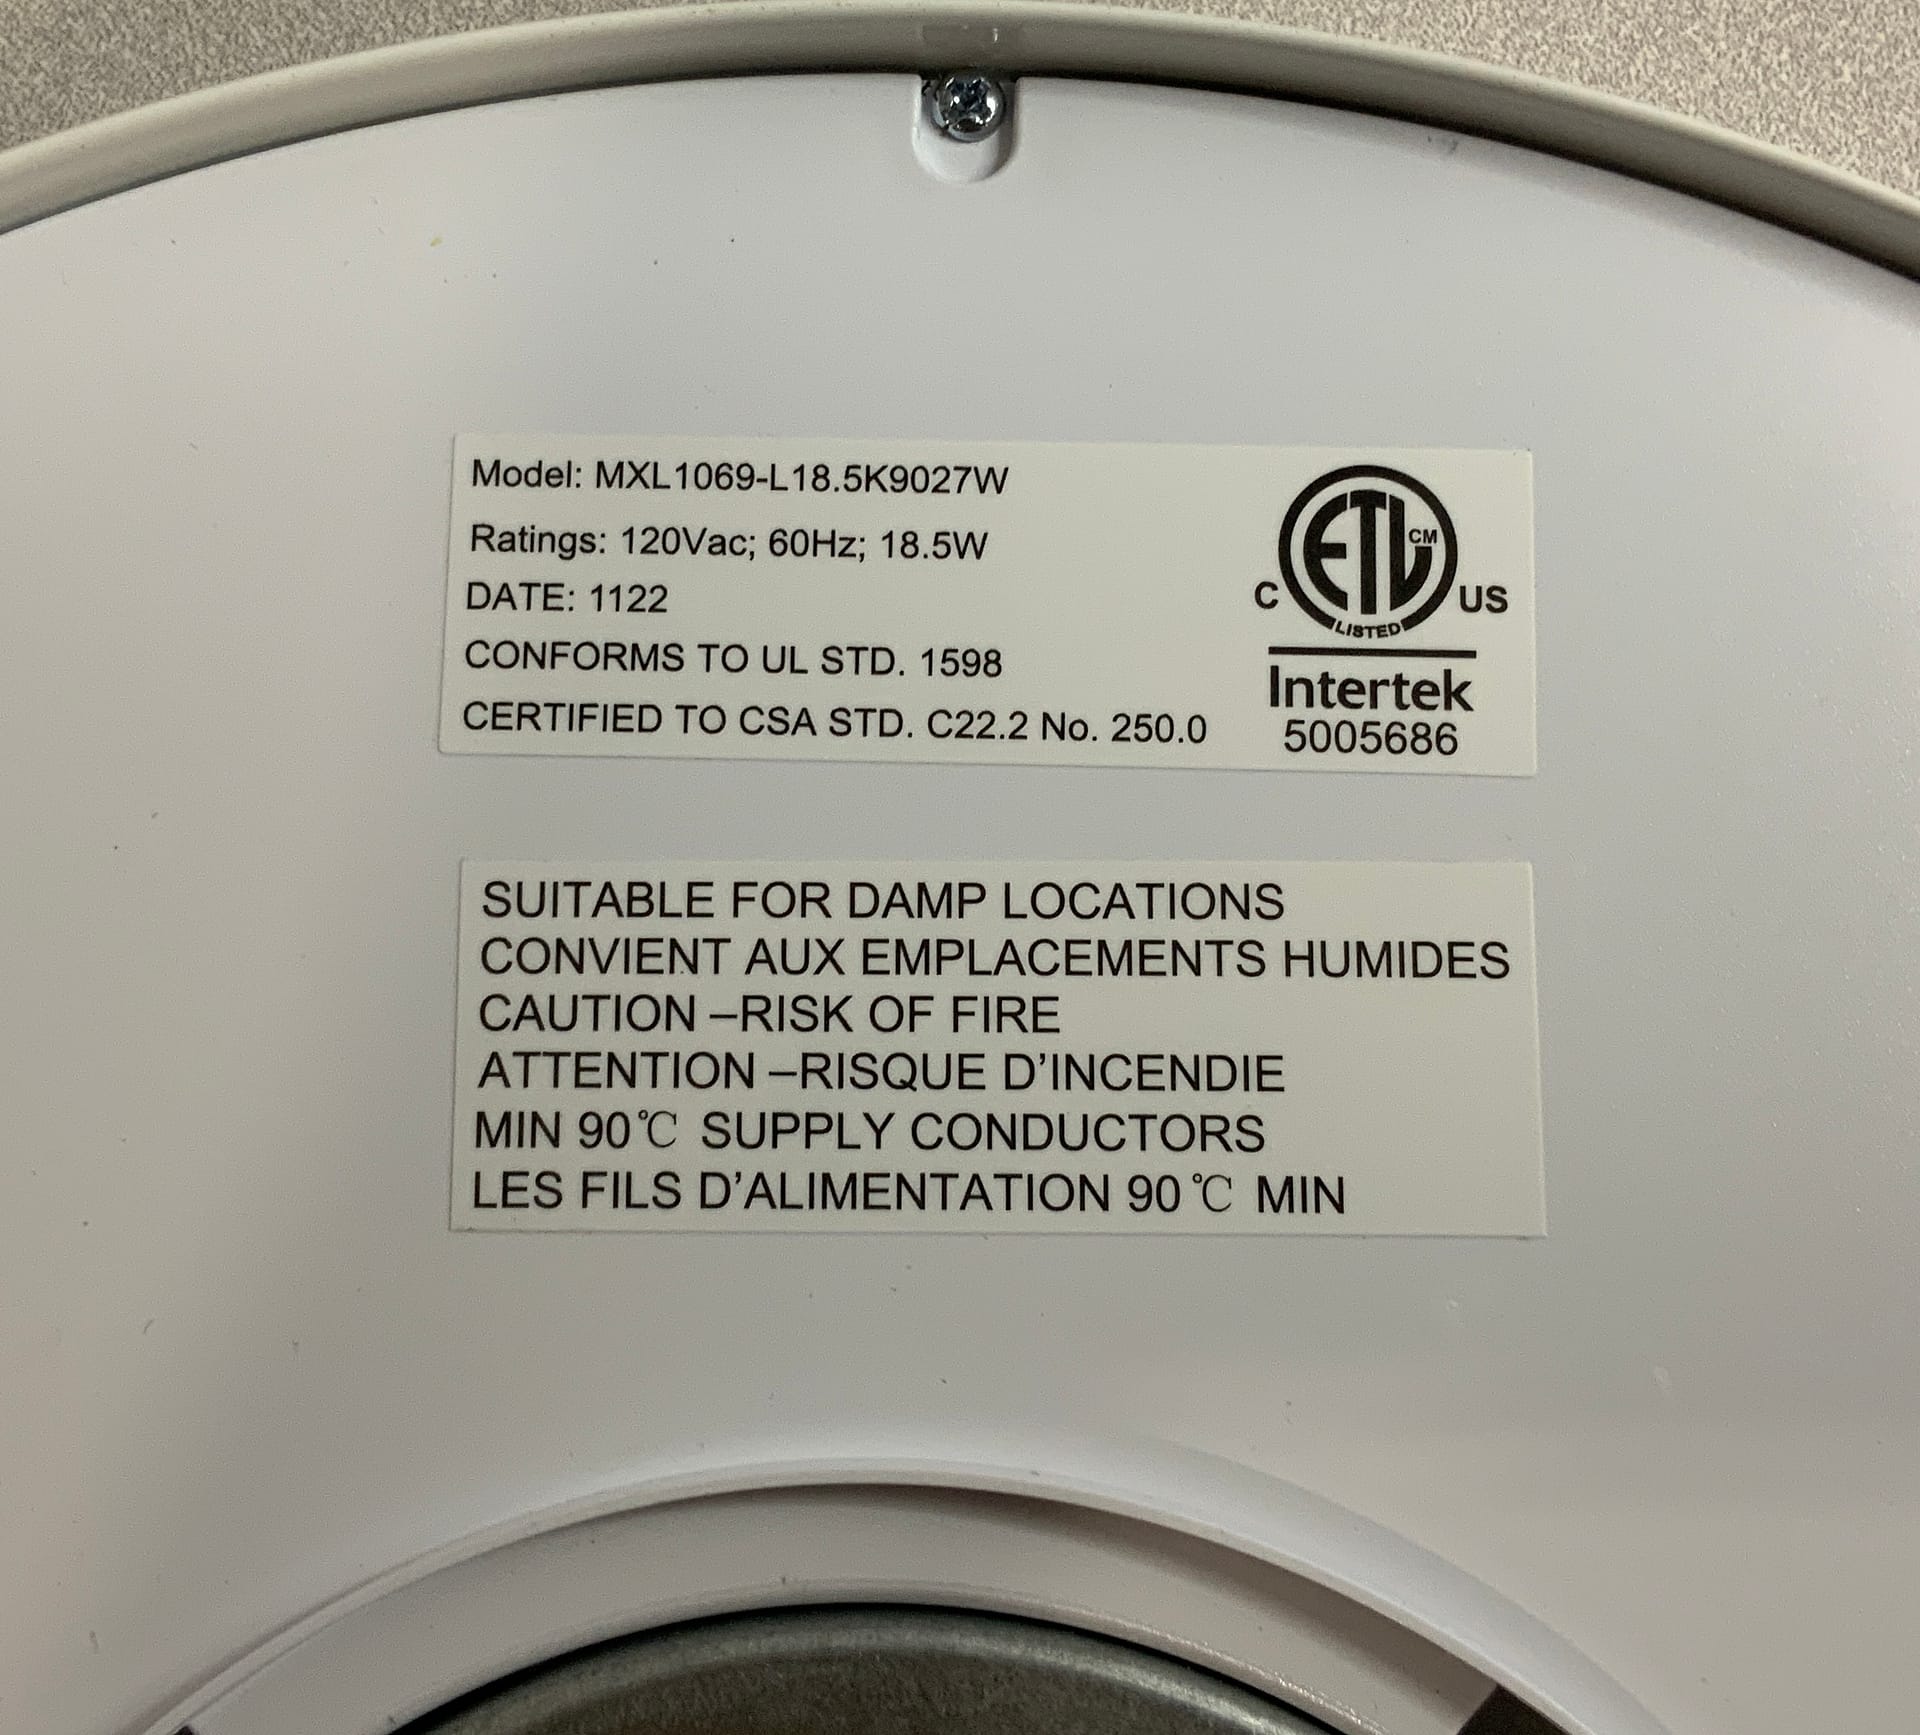 Model: MXL1069-L18.5K9027W
Ratings: 120Vac; 60Hz; 18.5W
DATE: 1122
CONFORMS TO UL STD. 1598
CERTIFIED TO CSA STD. C22.2 No. 250.0
ETL CM
C US
LISTED
Intertek
5005686
SUITABLE FOR DAMP LOCATIONS
CONVIENT AUX EMPLACEMENTS HUMIDES
CAUTION –RISK OF FIRE
ATTENTION –RISQUE D’INCENDIE
MIN 90℃ SUPPLY CONDUCTORS
LES FILS D’ALIMENTATION 90℃ MIN